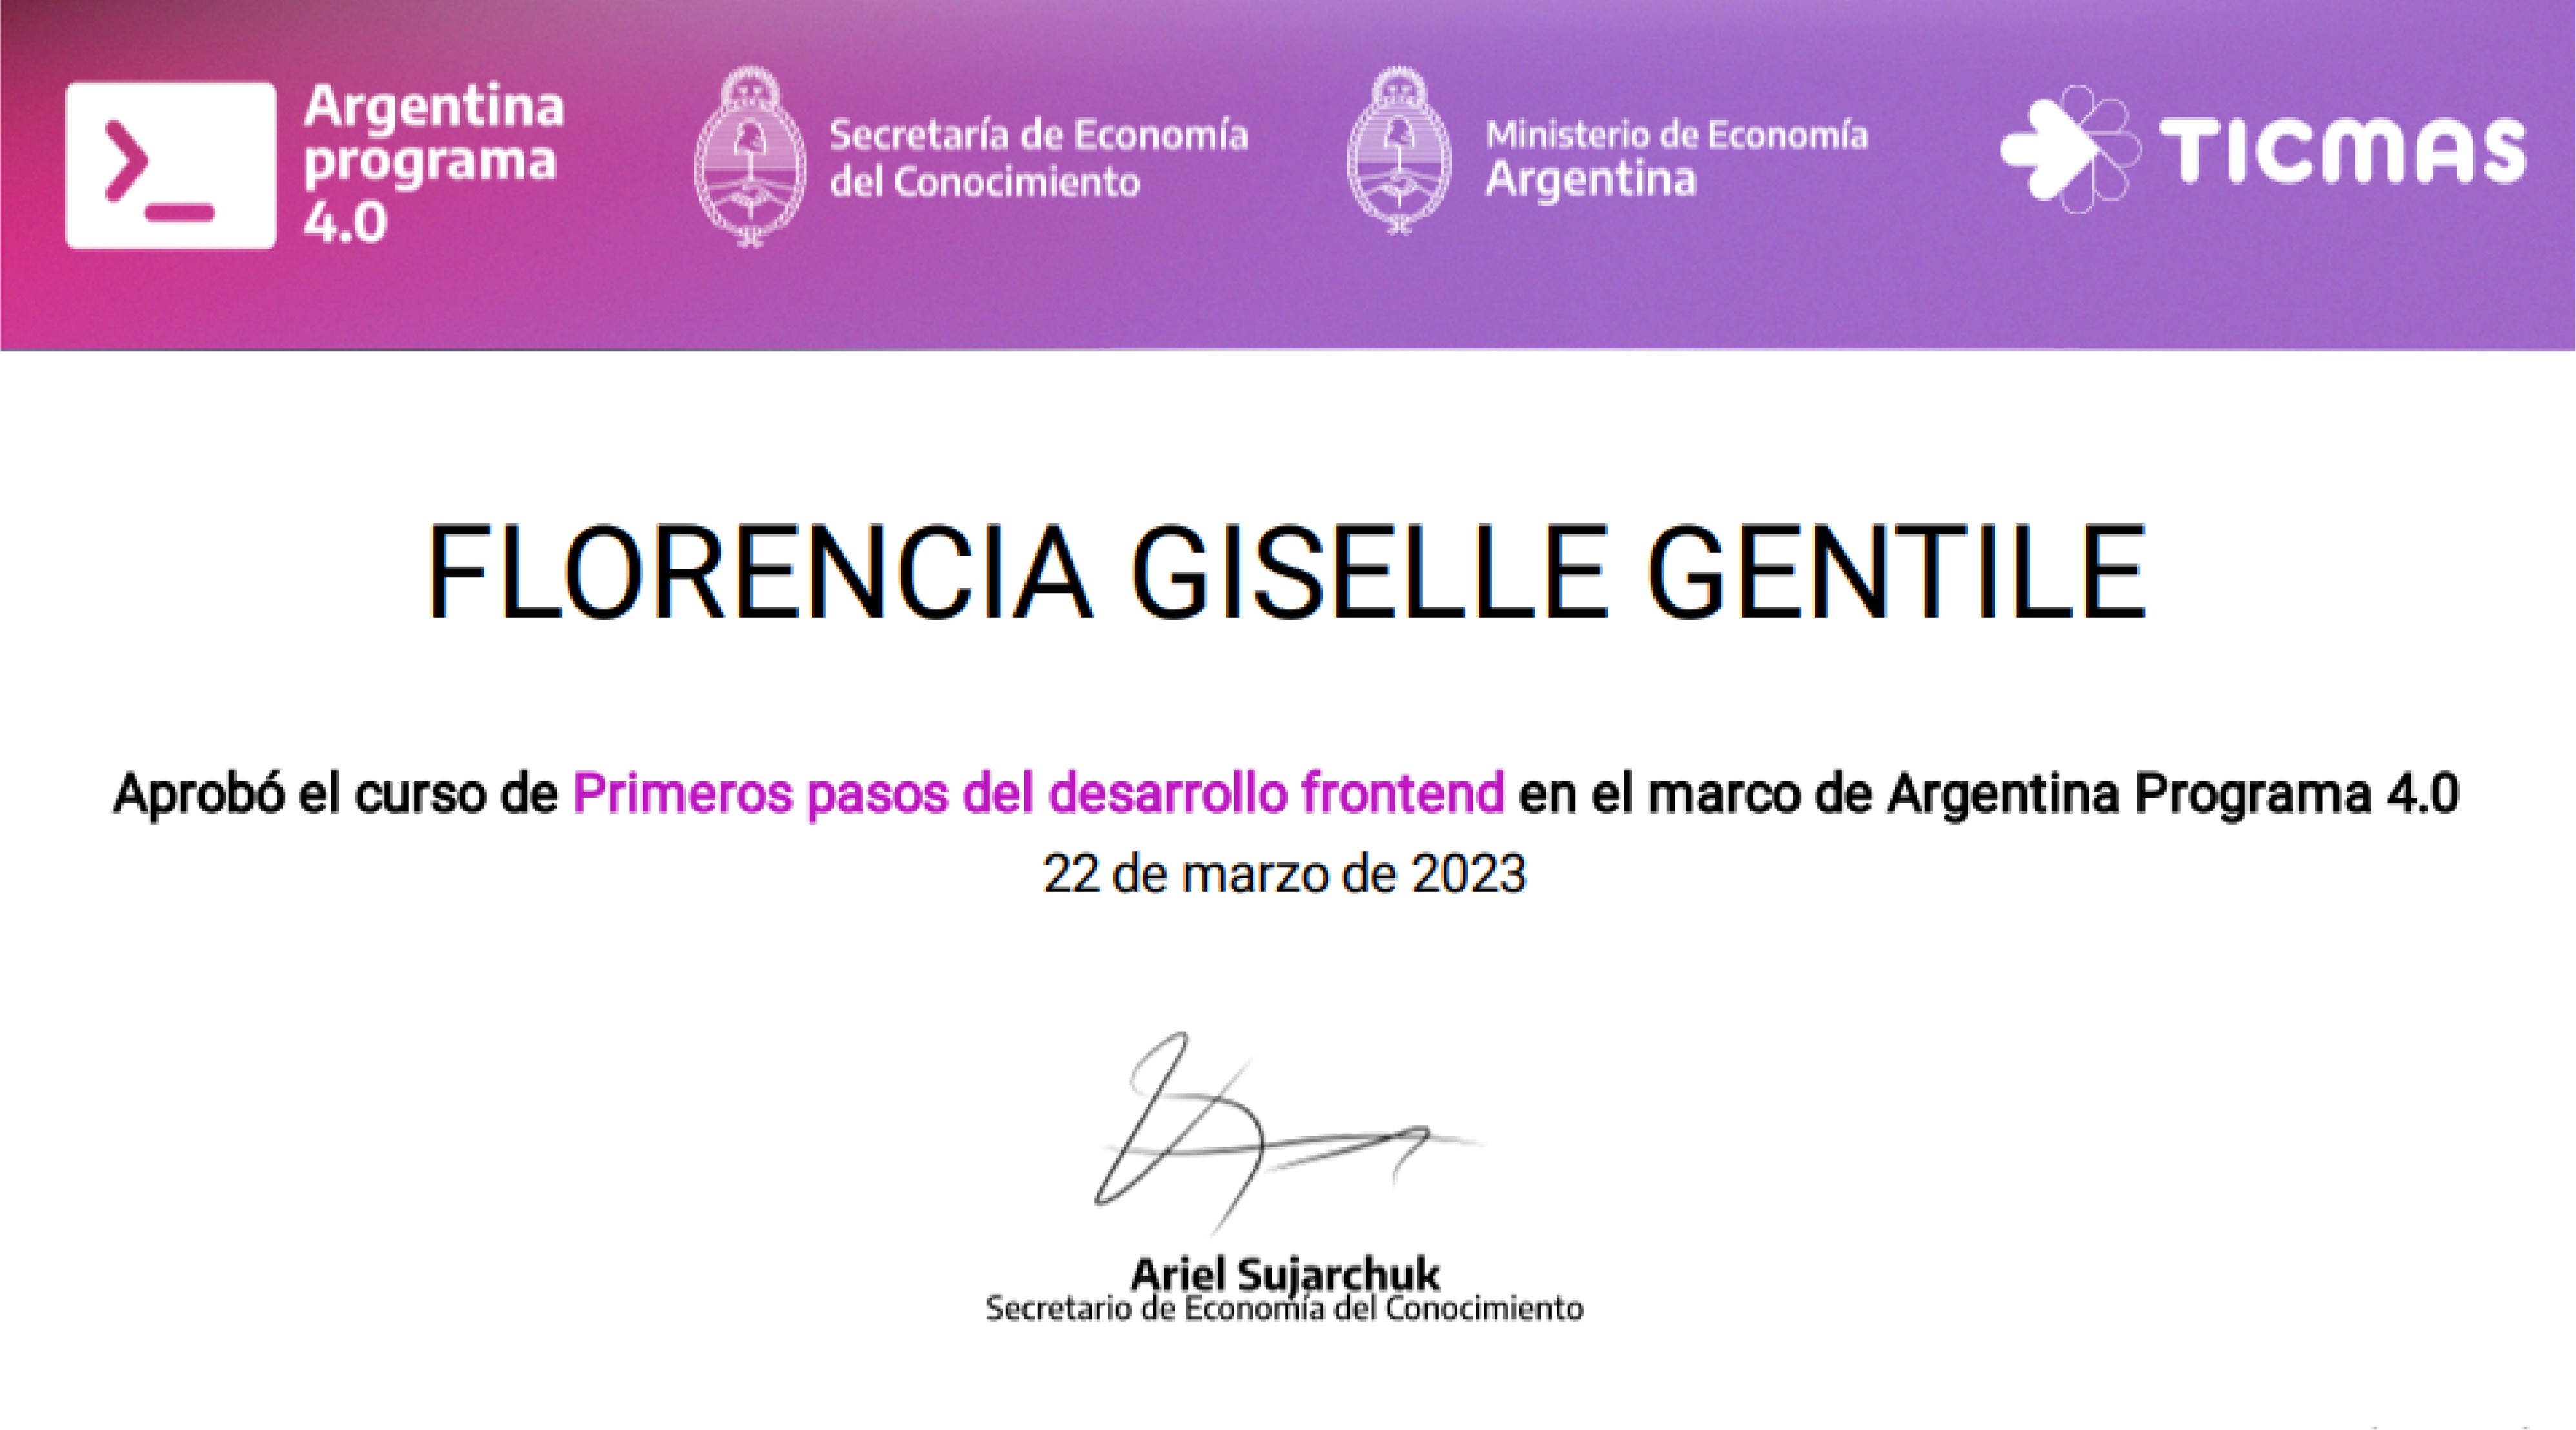 Argentina
programa
4.0
Secretaría de Economía
del Conocimiento
Ministerio de Economía
Argentina
TICMAS
FLORENCIA GISELLE GENTILE
Aprobó el curso de Primeros pasos del desarrollo frontend en el marco de Argentina Programa 4.0
22 de marzo de 2023
Ariel Sujarchuk
Secretario de Economía del Conocimiento